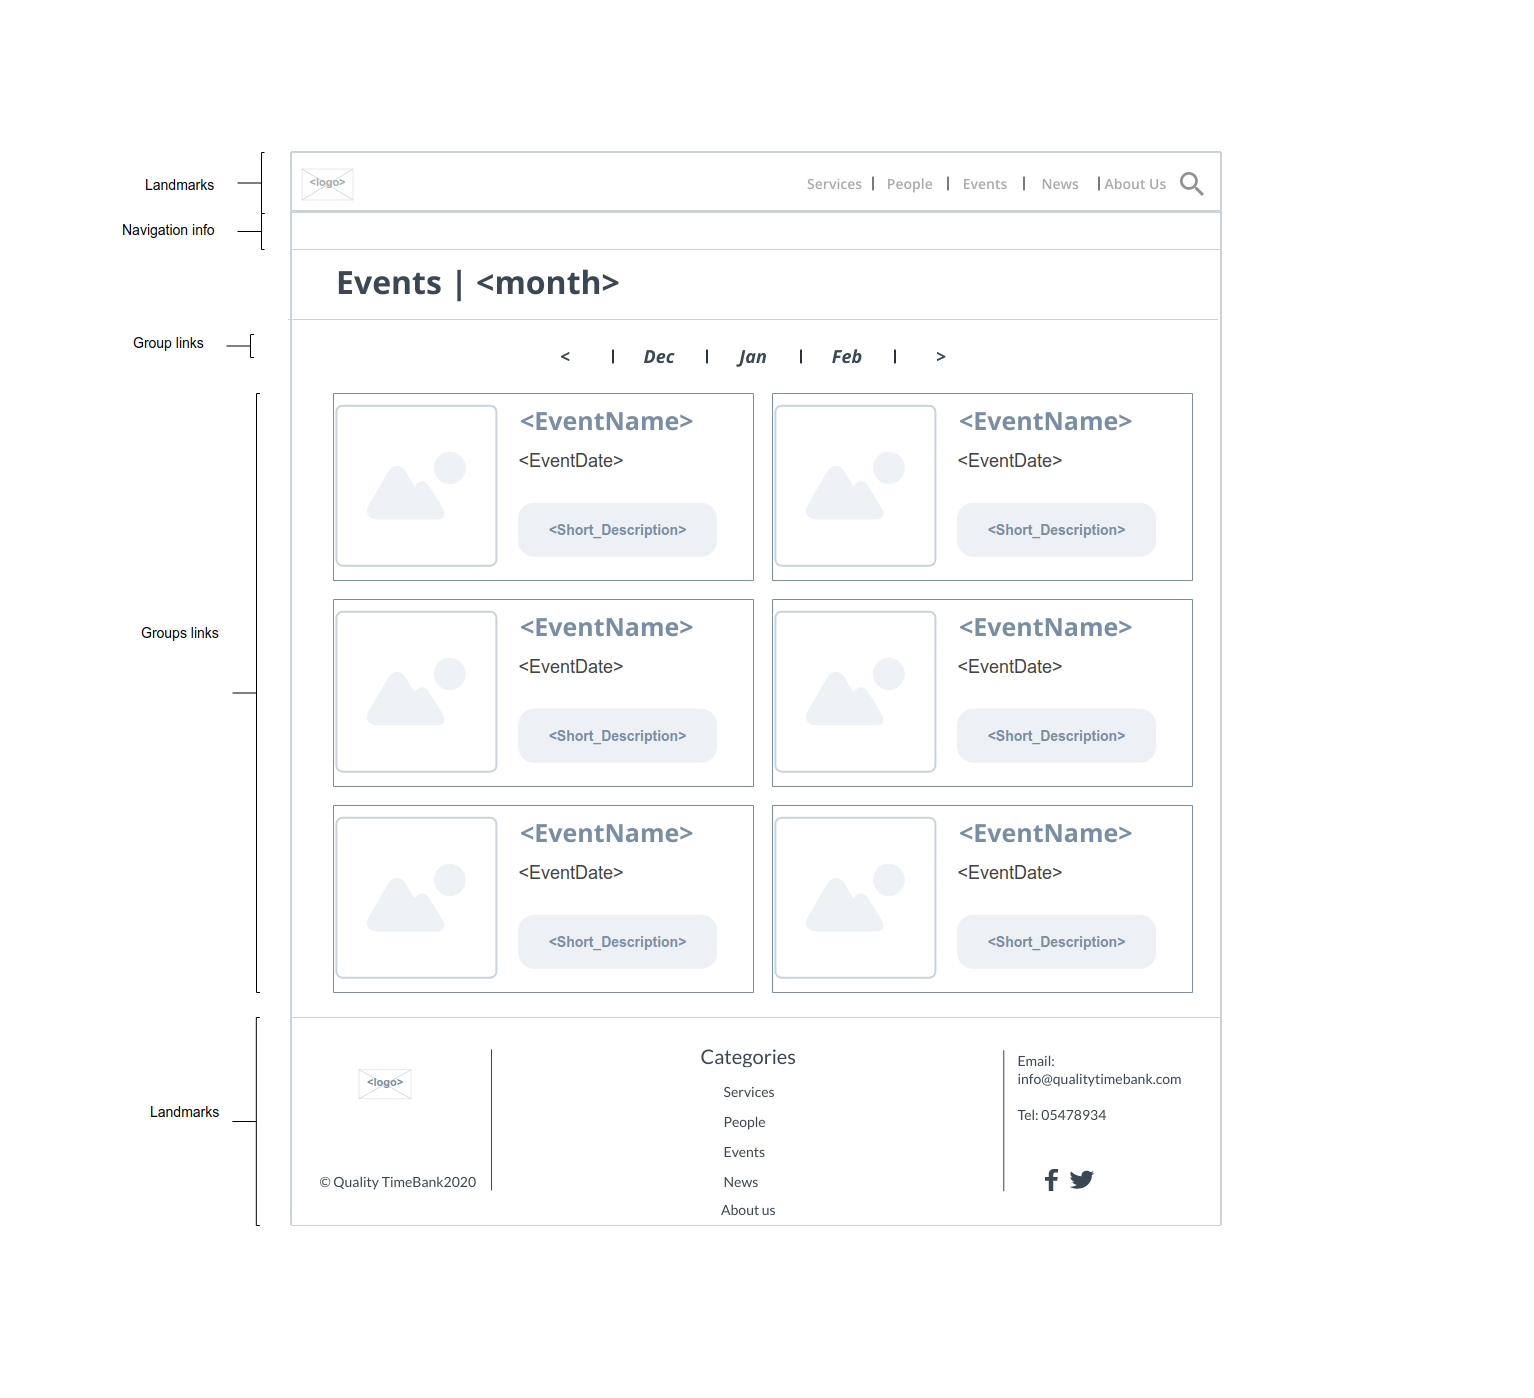 Landmarks
<logo>
Services | People | Events | News | About Us
Navigation info
Events | <month>
Group links
< | Dec | Jan | Feb | >
<EventName>
<EventDate>
<Short_Description>
<EventName>
<EventDate>
<Short_Description>
Groups links
<EventName>
<EventDate>
<Short_Description>
<EventName>
<EventDate>
<Short_Description>
<EventName>
<EventDate>
<Short_Description>
<EventName>
<EventDate>
<Short_Description>
Landmarks
<logo>
© Quality TimeBank2020
Categories
Services
People
Events
News
About us
Email:
info@qualitytimebank.com
Tel: 05478934